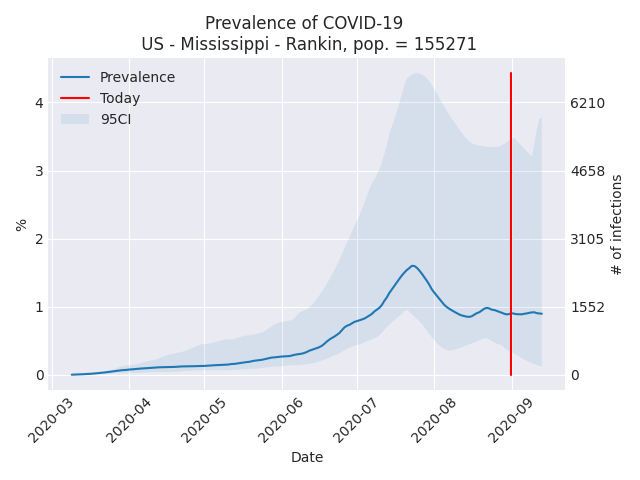 Prevalence of COVID-19
US - Mississippi - Rankin, pop. = 155271
Prevalence
Today
95CI
%
4
3
2
1
0
6210
4658
3105
1552
0
# of infections
2020-03
2020-04
2020-05
2020-06
2020-07
2020-08
2020-09
Date